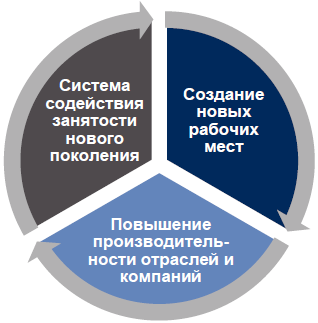 Система
содействия
занятости
нового
поколения
Создание
новых
рабочих
мест
Повышение
производитель-
ности отраслей и
компаний